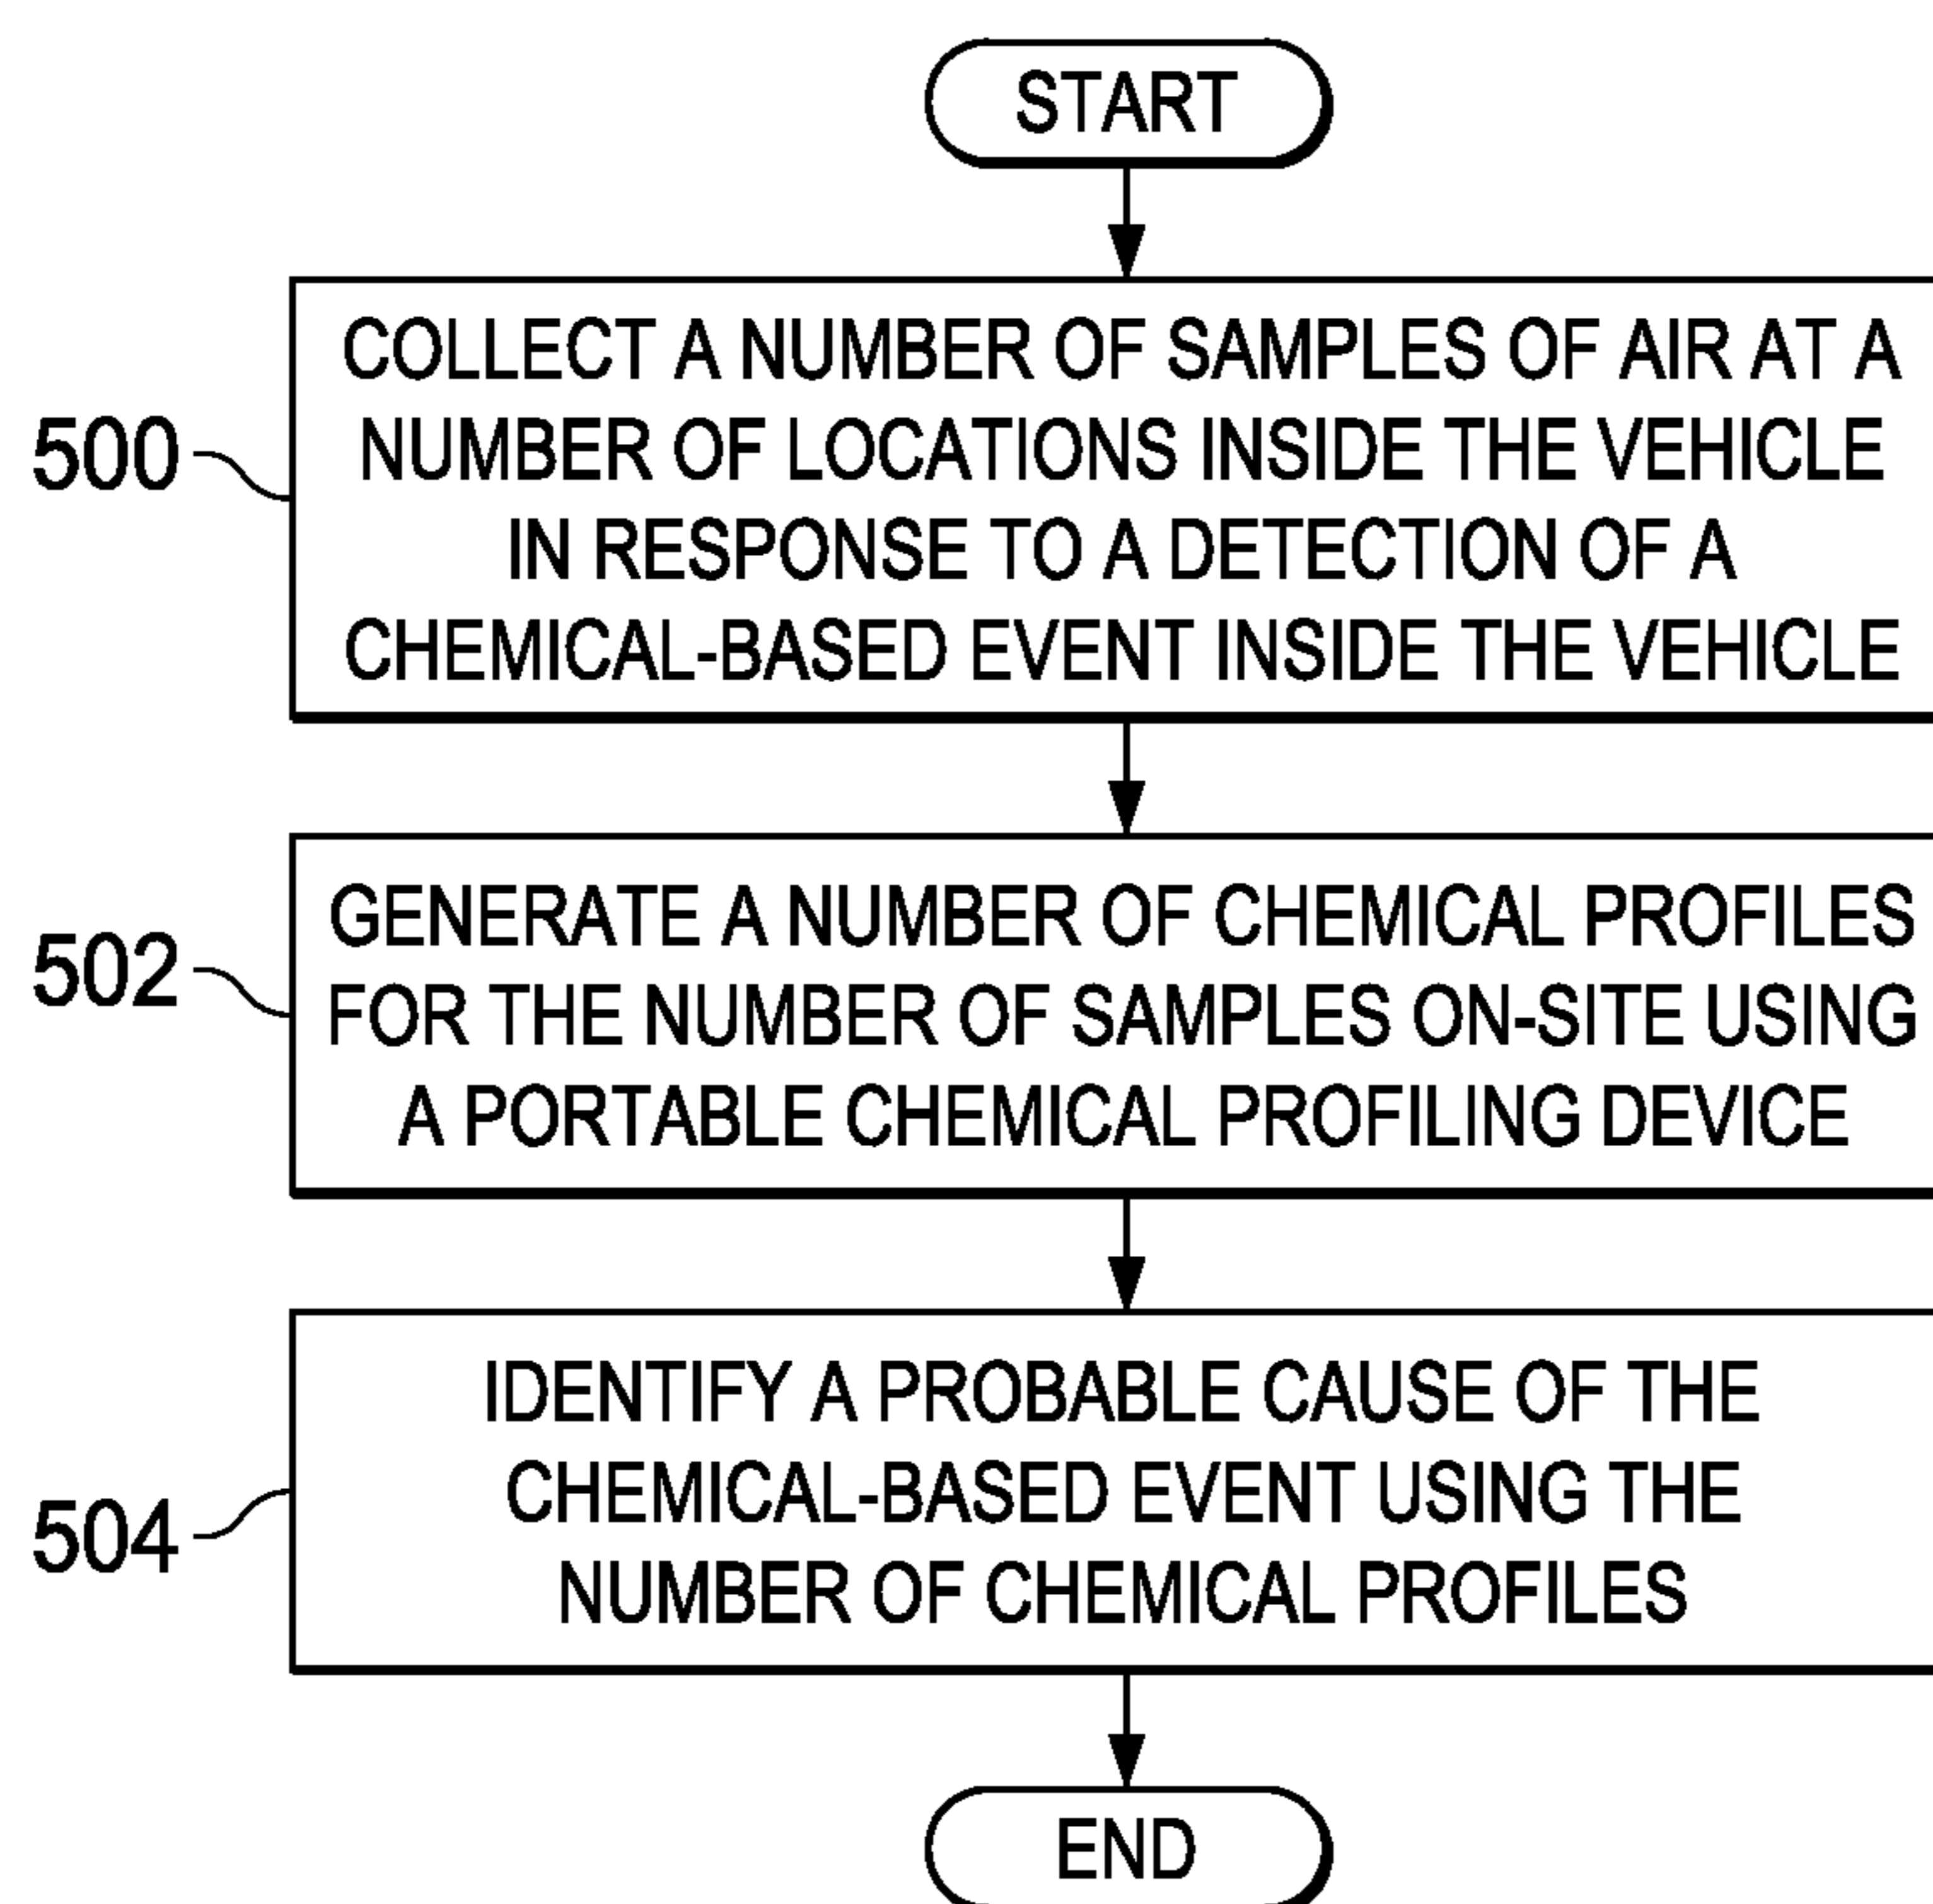 START
COLLECT A NUMBER OF SAMPLES OF AIR AT A
NUMBER OF LOCATIONS INSIDE THE VEHICLE
IN RESPONSE TO A DETECTION OF A
CHEMICAL-BASED EVENT INSIDE THE VEHICLE
500
GENERATE A NUMBER OF CHEMICAL PROFILES
FOR THE NUMBER OF SAMPLES ON-SITE USING
A PORTABLE CHEMICAL PROFILING DEVICE
502
IDENTIFY A PROBABLE CAUSE OF THE
CHEMICAL-BASED EVENT USING THE
NUMBER OF CHEMICAL PROFILES
504
END